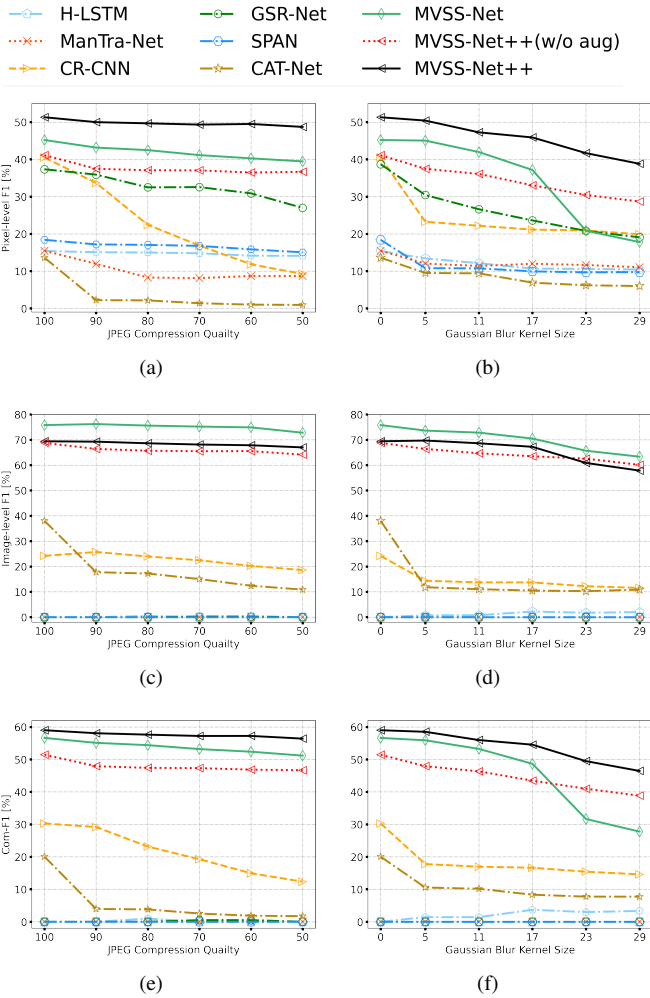 H-LSTM GSR-Net MVSS-Net
ManTra-Net SPAN MVSS-Net++(w/o aug)
CR-CNN CAT-Net MVSS-Net++
Pixel-level F1 [%]
50
40
30
20
10
0
100 90 80 70 60 50
JPEG Compression Quailty
(a)
50
40
30
20
10
0
0 5 11 17 23 29
Gaussian Blur Kernel Size
(b)
Image-level F1 [%]
80
70
60
50
40
30
20
10
0
100 90 80 70 60 50
JPEG Compression Quailty
(c)
80
70
60
50
40
30
20
10
0
0 5 11 17 23 29
Gaussian Blur Kernel Size
(d)
Com-F1 [%]
60
50
40
30
20
10
0
100 90 80 70 60 50
JPEG Compression Quailty
(e)
60
50
40
30
20
10
0
0 5 11 17 23 29
Gaussian Blur Kernel Size
(f)